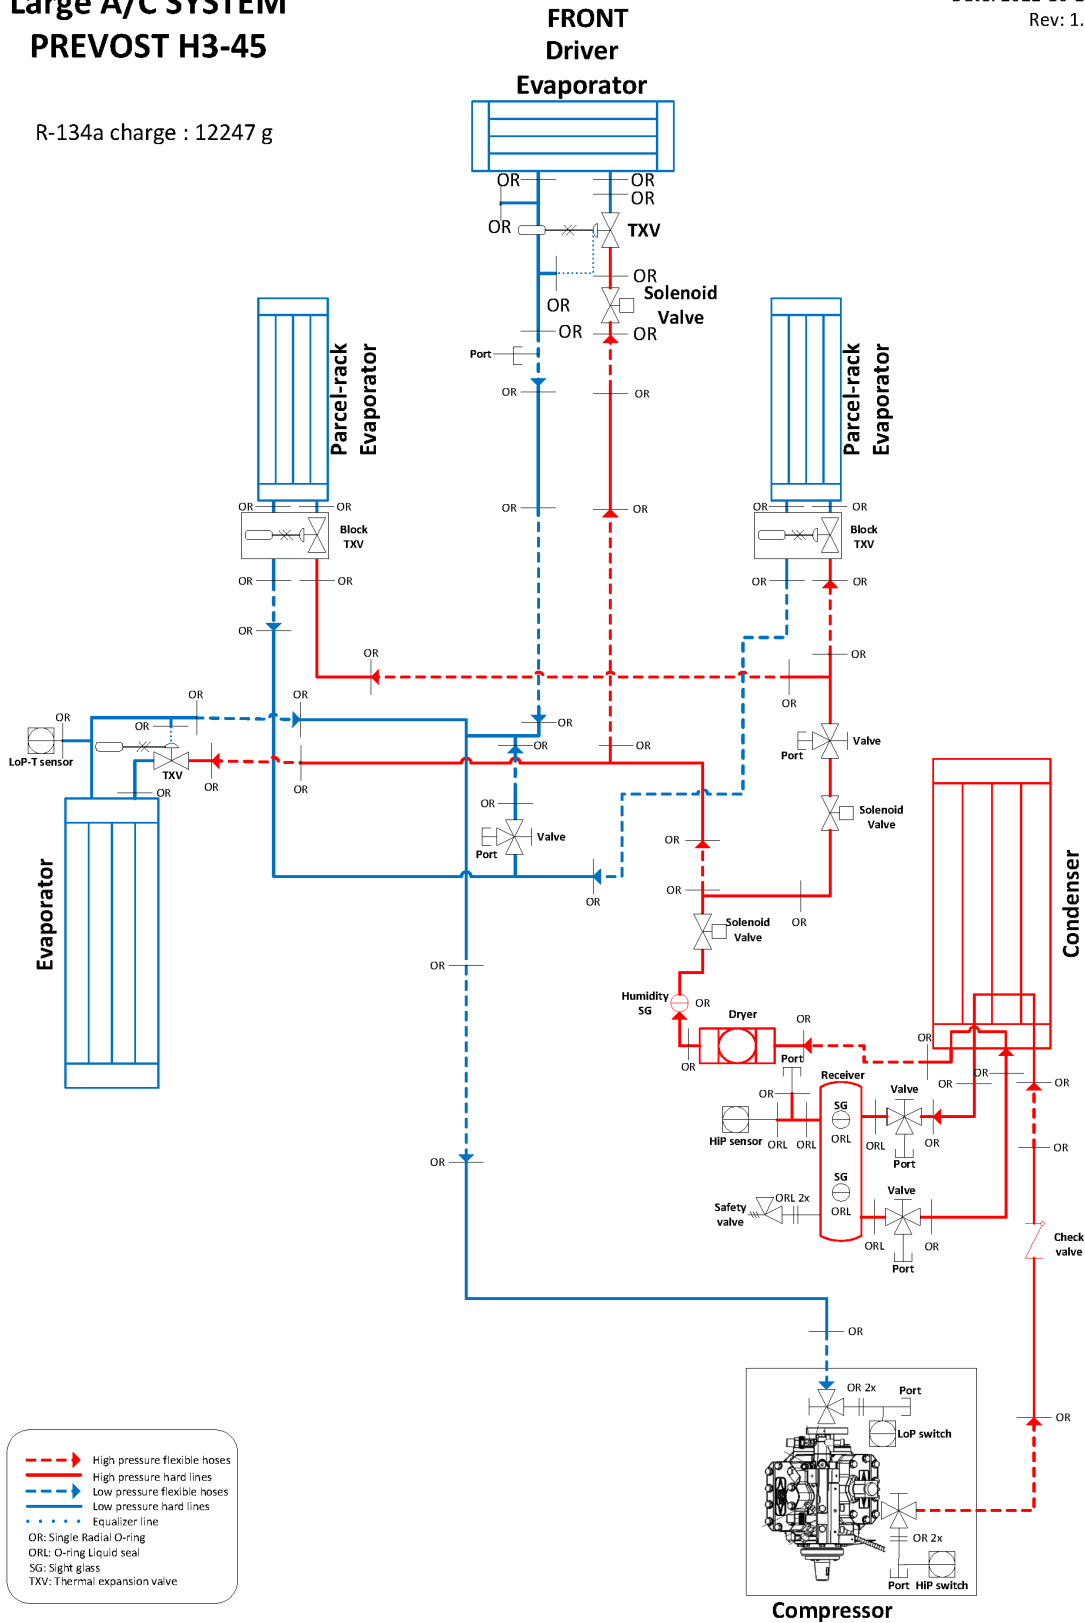 Large A/C SYSTEM
PREVOST H3-45
R-134a charge : 12247 g
Rev: 1.
FRONT
Driver
Evaporator
OR
OR
OR
OR
TXV
OR
OR
Solenoid
Valve
OR
OR
Port
OR
OR
OR
OR
Parcel-rack
Evaporator
Parcel-rack
Evaporator
OR
OR
OR
OR
Block
TXV
Block
TXV
OR
OR
OR
OR
OR
OR
OR
OR
OR
OR
OR
OR
OR
LoP-T sensor
TXV
OR
OR
OR
OR
OR
OR
Port
Valve
OR
Valve
Port
Solenoid
Valve
OR
OR
OR
OR
Evaporator
Condenser
Solenoid
Valve
OR
Humidity
SG
OR
Dryer
OR
OR
OR
Port
Receiver
OR
OR
OR
OR
Valve
SG
HiP sensor
ORL
ORL
ORL
ORL
OR
Port
OR
SG
ORL
Valve
Safety
valve
ORL 2x
ORL
OR
Port
Check
valve
OR
OR 2x
Port
LoP switch
OR
OR 2x
Port
HiP switch
Compressor
High pressure flexible hoses
High pressure hard lines
Low pressure flexible hoses
Low pressure hard lines
Equalizer line
OR: Single Radial O-ring
ORL: O-ring Liquid seal
SG: Sight glass
TXV: Thermal expansion valve